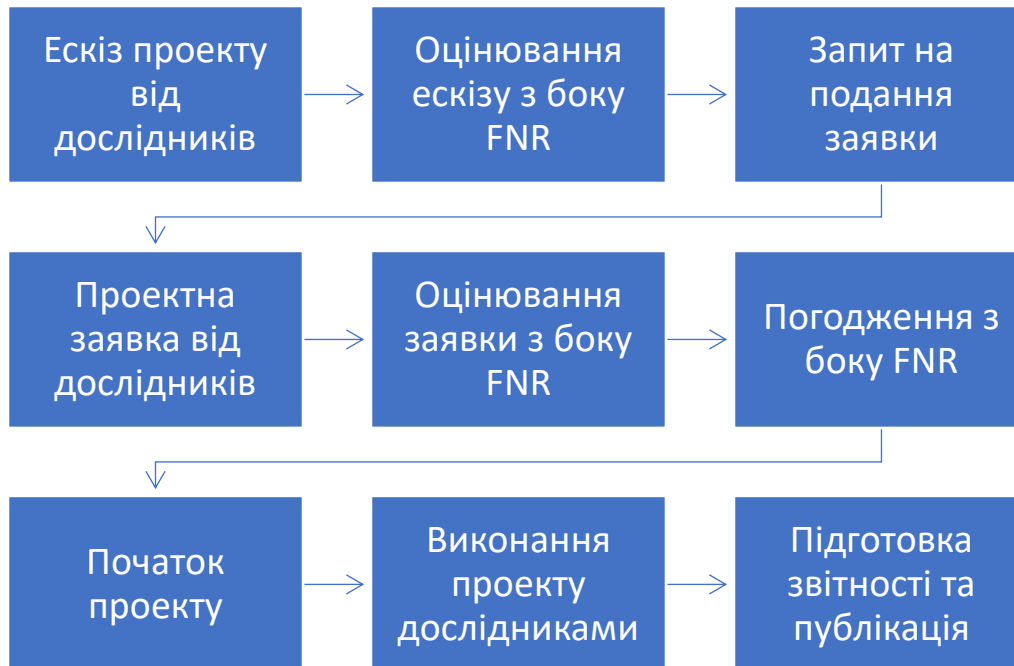 Ескіз проекту
від
дослідників
Оцінювання
ескізу з боку
FNR
Запит на
подання
заявки
Проектна
заявка від
дослідників
Оцінювання
заявки з боку
FNR
Погодження з
боку FNR
Початок
проекту
Виконання
проекту
дослідниками
Підготовка
звітності та
публікація